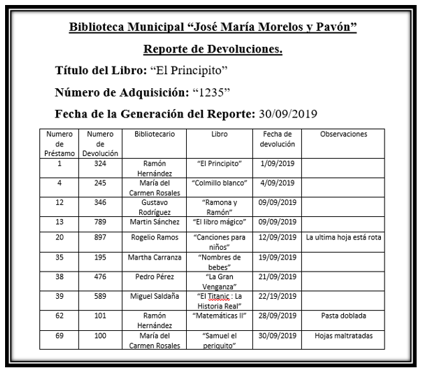 Biblioteca Municipal “José María Morelos y Pavón”
Reporte de Devoluciones.
Título del Libro: “El Principito”
Número de Adquisición: “1235”
Fecha de la Generación del Reporte: 30/09/2019
Numero de Préstamo Número de Devolución Bibliotecario Libro Fecha de devolución Observaciones
1 324 Ramón Hernández “El Principito” 1/09/2019
4 245 María del Carmen Rosales “Colmillo blanco” 4/09/2019
12 346 Gustavo Rodríguez “Ramona y Ramón” 09/09/2019
13 789 Martin Sánchez “El libro mágico” 09/09/2019
20 897 Rogelio Ramos “Canciones para niños” 12/09/2019 La ultima hoja está rota
35 195 Martha Carranza “Nombres de bebes” 19/09/2019
38 476 Pedro Pérez “La Gran Venganza” 21/09/2019
39 589 Miguel Saldaña “El Titanic : La Historia Real” 22/19/2019
62 101 Ramón Hernández “Matemáticas II” 28/09/2019 Pasta doblada
69 100 María del Carmen Rosales “Samuel el periquito” 30/09/2019 Hojas maltratadas